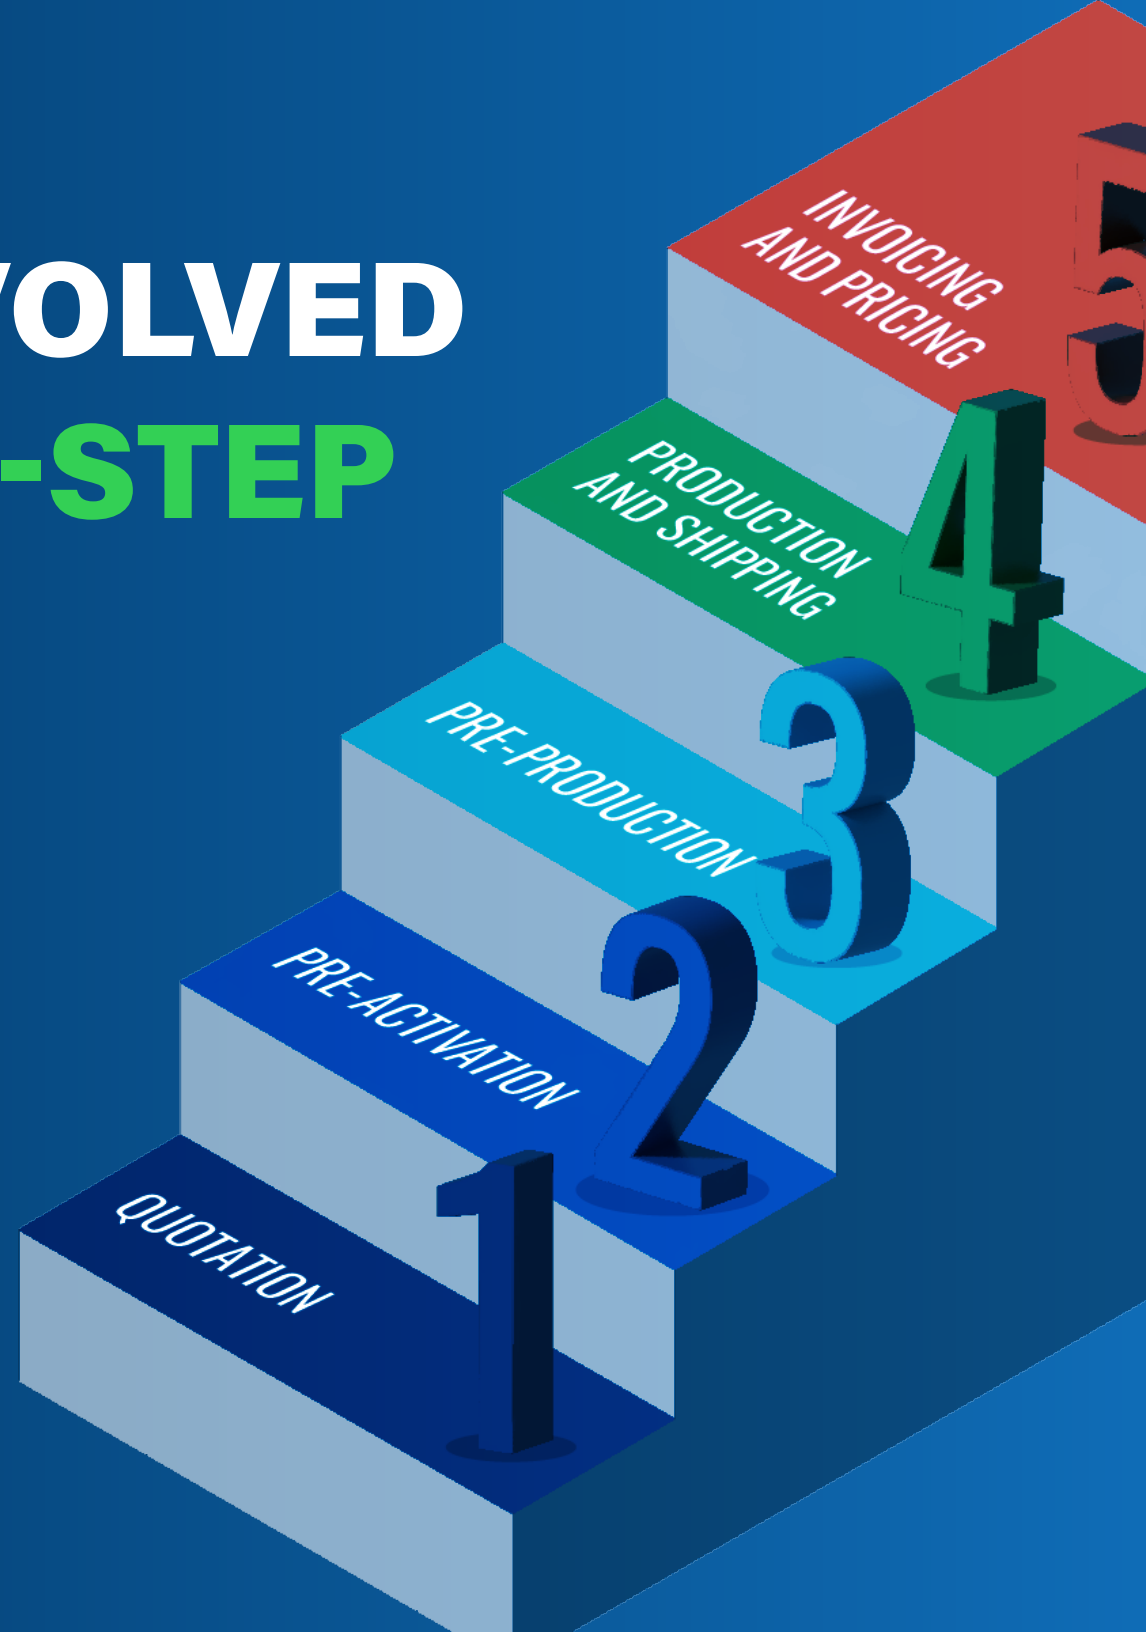 VOLVED
-STEP
INVOICING
AND PRICING
5
PRODUCTION
AND SHIPPING
4
PRE-PRODUCTION
3
PRE-ACTIVATION
2
QUOTATION
1